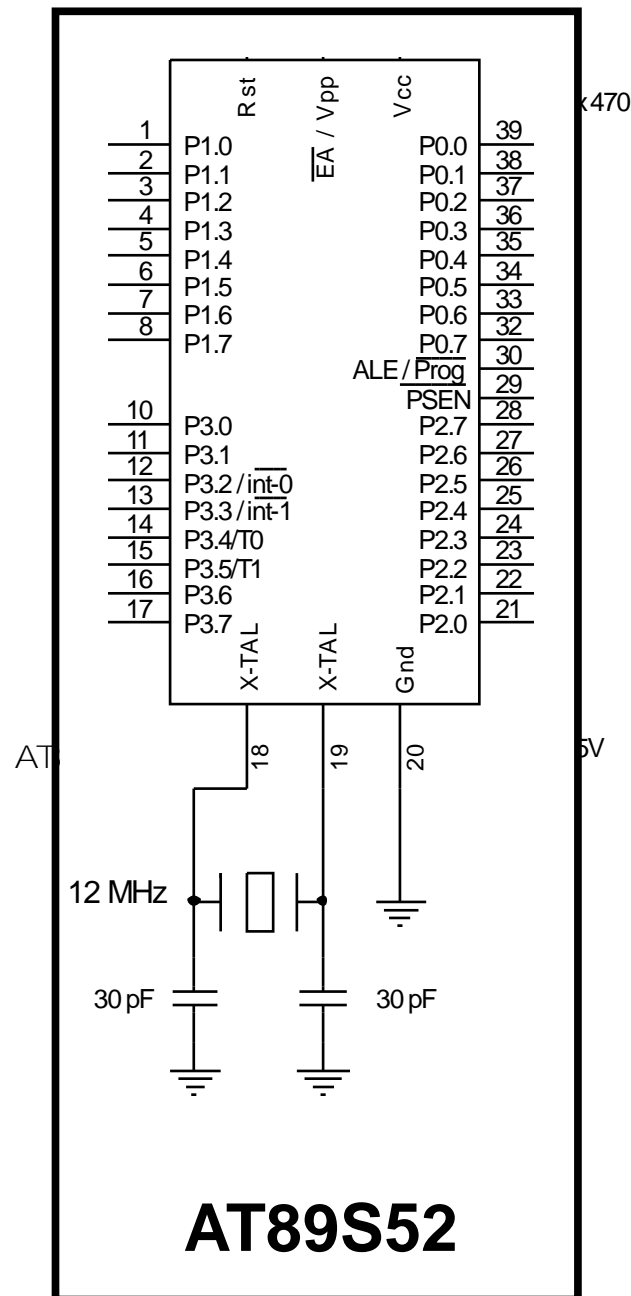 Rst
EA / Vpp
Vcc
x470
1 P1.0
2 P1.1
3 P1.2
4 P1.3
5 P1.4
6 P1.5
7 P1.6
8 P1.7
10 P3.0
11 P3.1
12 P3.2 / int-0
13 P3.3 / int-1
14 P3.4/T0
15 P3.5/T1
16 P3.6
17 P3.7
P0.0 39
P0.1 38
P0.2 37
P0.3 36
P0.4 35
P0.5 34
P0.6 33
P0.7 32
ALE / Prog 30
PSEN 29
P2.7 28
P2.6 27
P2.5 26
P2.4 25
P2.3 24
P2.2 23
P2.1 22
P2.0 21
X-TAL
X-TAL
Gnd
AT
18
19
20
5V
12 MHz
30 pF
30 pF
AT89S52